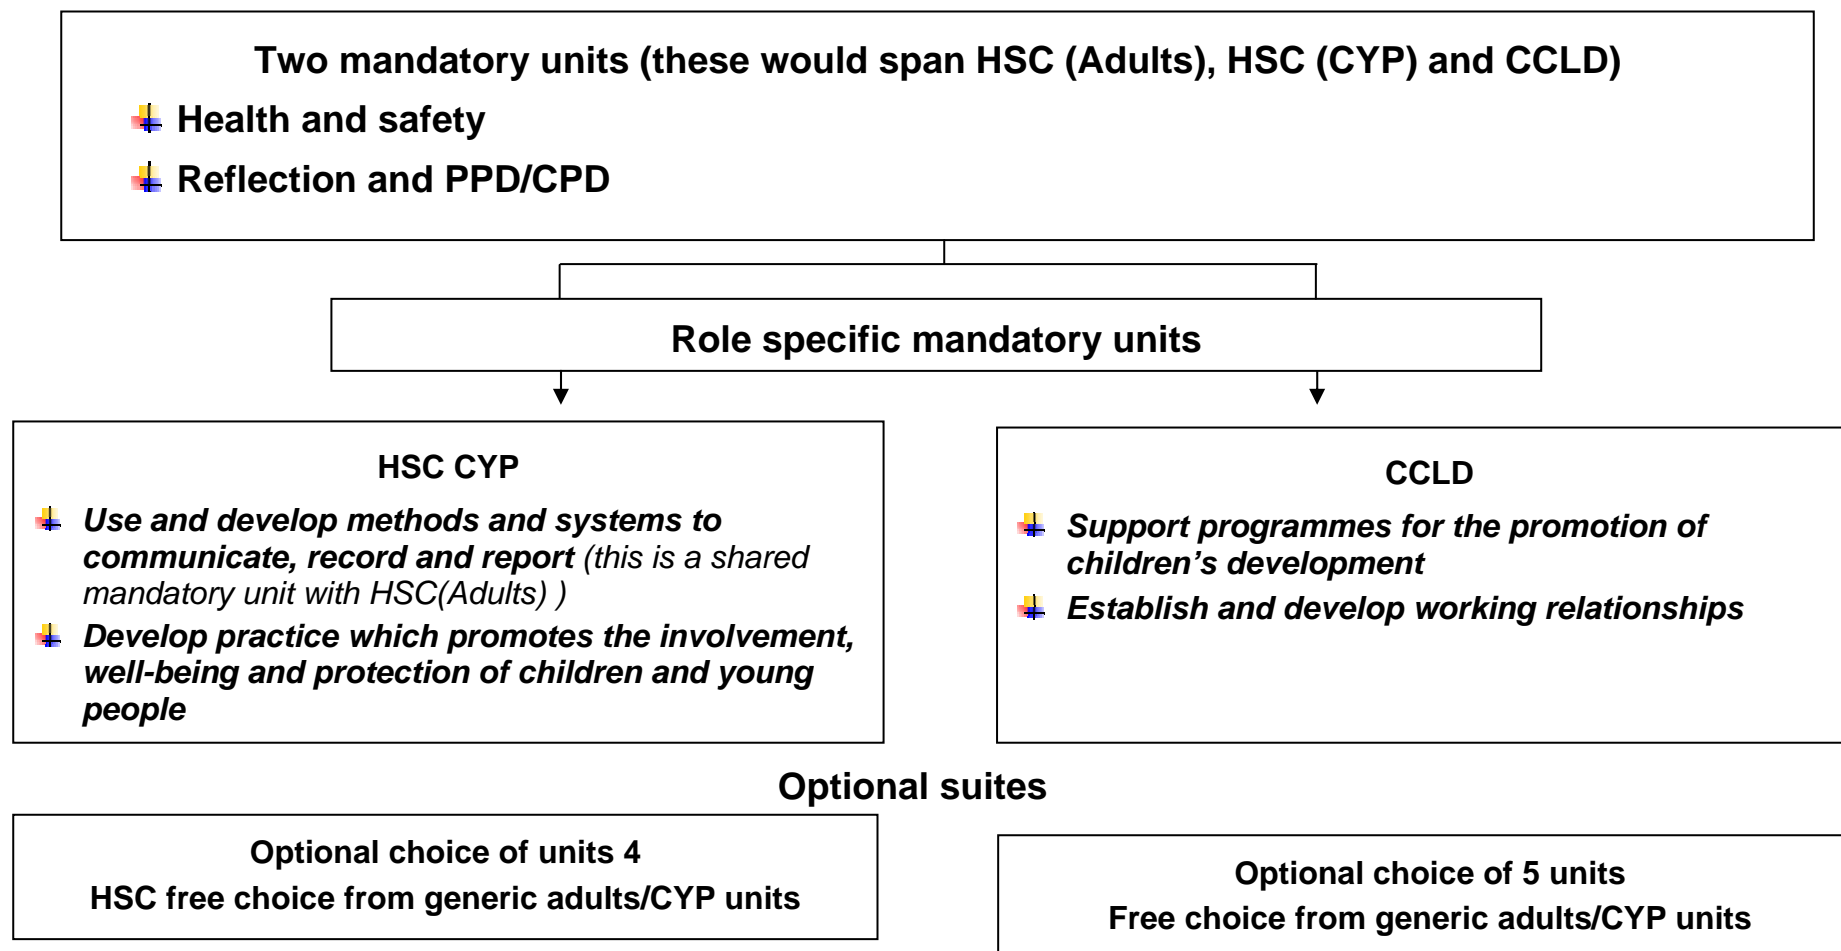 Two mandatory units (these would span HSC (Adults), HSC (CYP) and CCLD)
Health and safety
Reflection and PPD/CPD
Role specific mandatory units
HSC CYP
Use and develop methods and systems to
communicate, record and report (this is a shared
mandatory unit with HSC(Adults) )
Develop practice which promotes the involvement,
well-being and protection of children and young
people
CCLD
Support programmes for the promotion of
children’s development
Establish and develop working relationships
Optional suites
Optional choice of units 4
HSC free choice from generic adults/CYP units
Optional choice of 5 units
Free choice from generic adults/CYP units